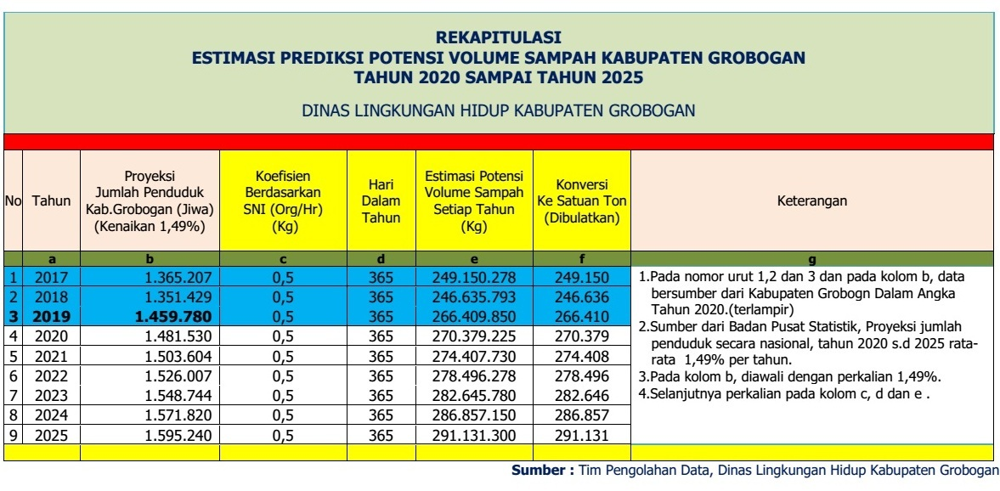 REKAPITULASI
ESTIMASI PREDIKSI POTENSI VOLUME SAMPAH KABUPATEN GROBOGAN
TAHUN 2020 SAMPAI TAHUN 2025
DINAS LINGKUNGAN HIDUP KABUPATEN GROBOGAN
No
Tahun
Proyeksi
Jumlah Penduduk
Kab.Grobogan (Jiwa)
(Kenaikan 1,49%)
Koefisien
Berdasarkan
SNI (Org/Hr)
(Kg)
Hari
Dalam
Tahun
Estimasi Potensi
Volume Sampah
Setiap Tahun
(Kg)
Konversi
Ke Satuan Ton
(Dibulatkan)
Keterangan
a b c d e f g
1 2017 1.365.207 0,5 365 249.150.278 249.150
2 2018 1.351.429 0,5 365 246.635.793 246.636
3 2019 1.459.780 0,5 365 266.409.850 266.410
4 2020 1.481.530 0,5 365 270.379.225 270.379
5 2021 1.503.604 0,5 365 274.407.730 274.408
6 2022 1.526.007 0,5 365 278.496.278 278.496
7 2023 1.548.744 0,5 365 282.645.780 282.646
8 2024 1.571.820 0,5 365 286.857.150 286.857
9 2025 1.595.240 0,5 365 291.131.300 291.131
1.Pada nomor urut 1,2 dan 3 dan pada kolom b, data
bersumber dari Kabupaten Grobogn Dalam Angka
Tahun 2020.(terlampir)
2.Sumber dari Badan Pusat Statistik, Proyeksi jumlah
penduduk secara nasional, tahun 2020 s.d 2025 rata-
rata 1,49% per tahun.
3.Pada kolom b, diawali dengan perkalian 1,49%.
4.Selanjutnya perkalian pada kolom c, d dan e .
Sumber : Tim Pengolahan Data, Dinas Lingkungan Hidup Kabupaten Grobogan